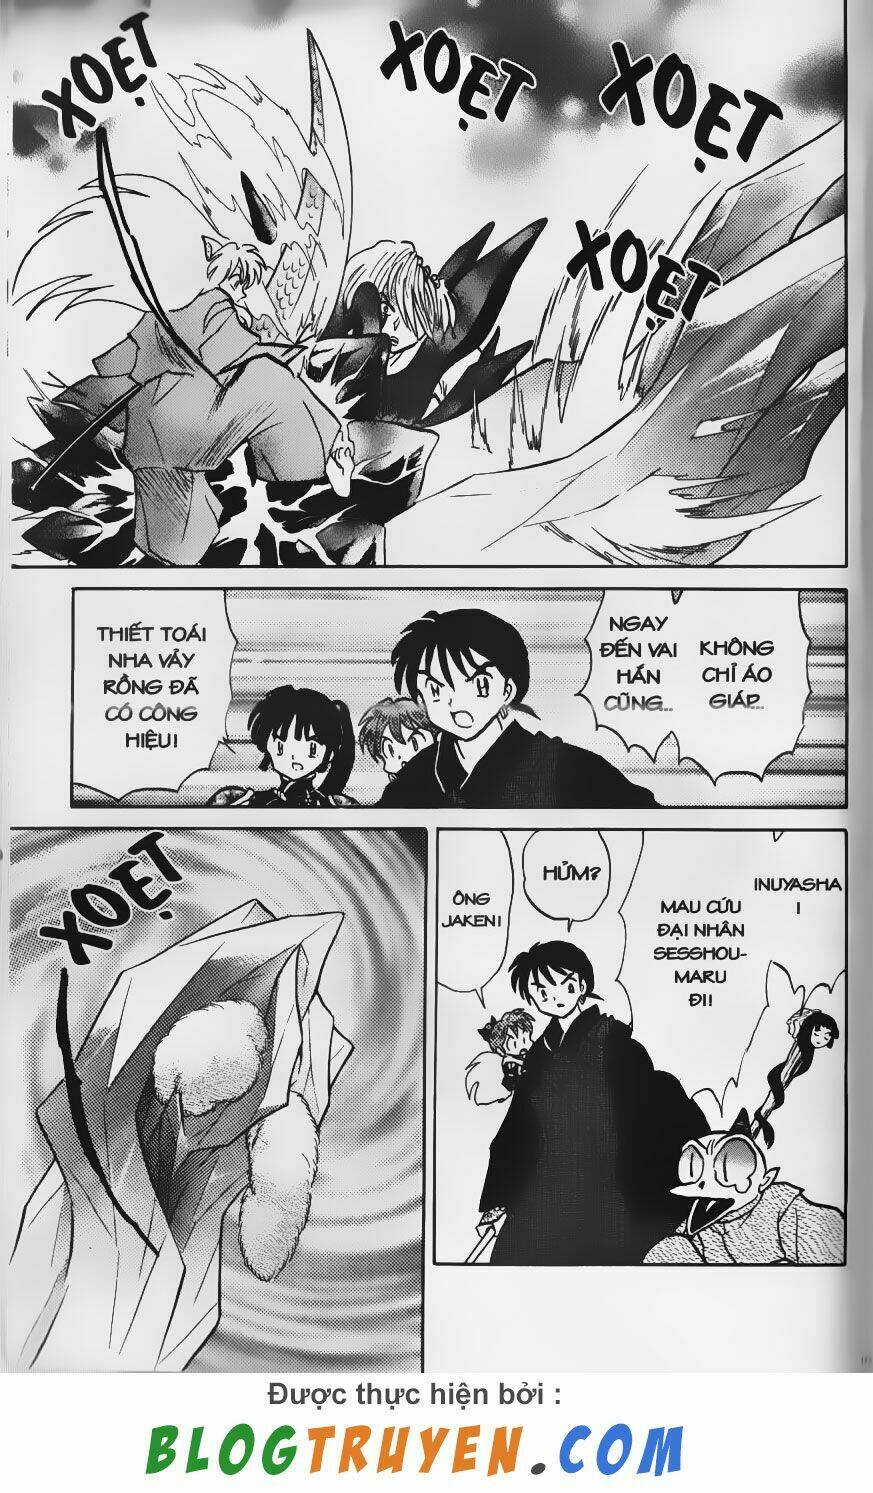 XOẸT
XOẸT
XOẸT
XOẸT
KHÔNG
CHỈ ÁO
GIÁP...
NGAY
ĐẾN VAI
HẮN
CŨNG...
THIẾT TOÁI
NHA VẢY
RỒNG ĐÃ
CÓ CÔNG
HIỆU!
INUYASHA
!
MAU CỨU
ĐẠI NHÂN
SESSHOU-
MARU
ĐI!
HỬM?
ÔNG
JAKEN!
XOẸT
Được thực hiện bởi :
BLOGTRUYEN.COM